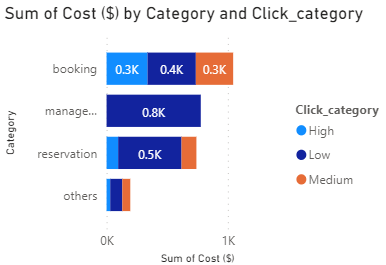 Sum of Cost ($) by Category and Click_category
booking 0.3K 0.4K 0.3K
manage... 0.8K
reservation 0.5K
others
Category
0K 1K
Sum of Cost ($)
Click_category
High
Low
Medium